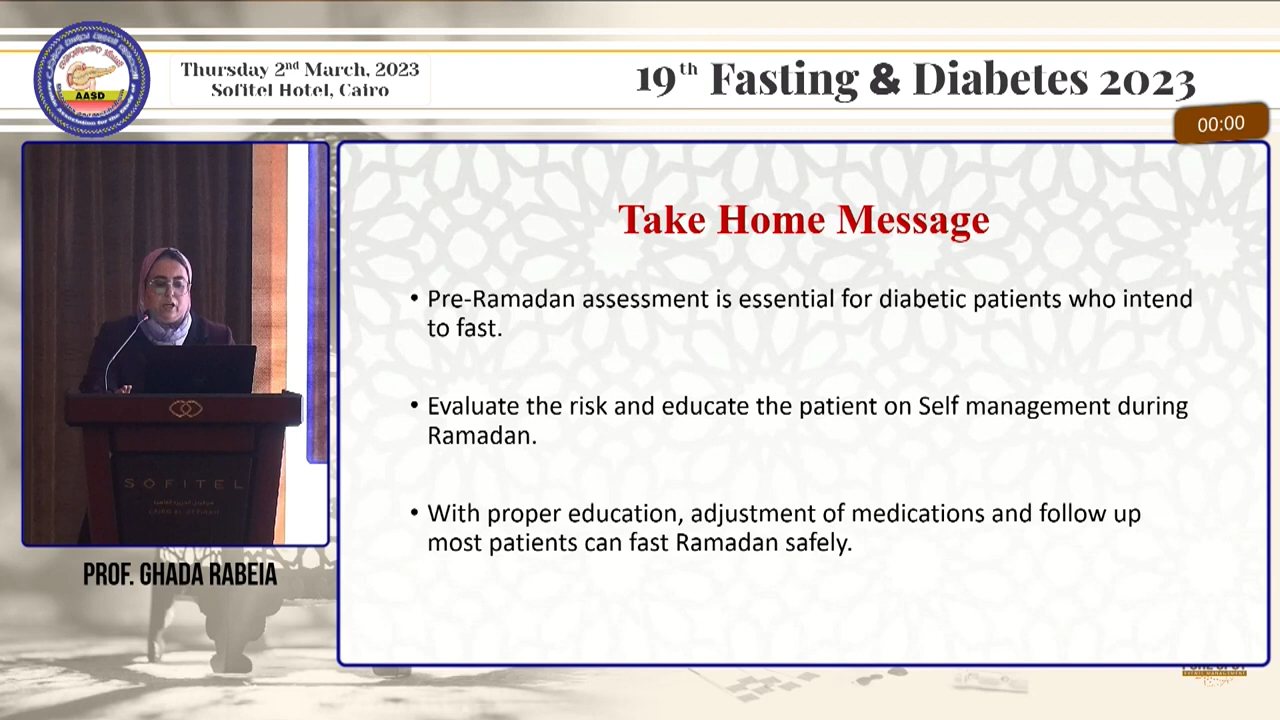 AASD
Thursday 2nd March, 2023
Sofitel Hotel, Cairo
19th Fasting & Diabetes 2023
00:00
Take Home Message
• Pre-Ramadan assessment is essential for diabetic patients who intend
to fast.
• Evaluate the risk and educate the patient on Self management during
Ramadan.
• With proper education, adjustment of medications and follow up
most patients can fast Ramadan safely.
SOFITEL
PROF. GHADA RABEIA
EVENTS MANAGEMENT